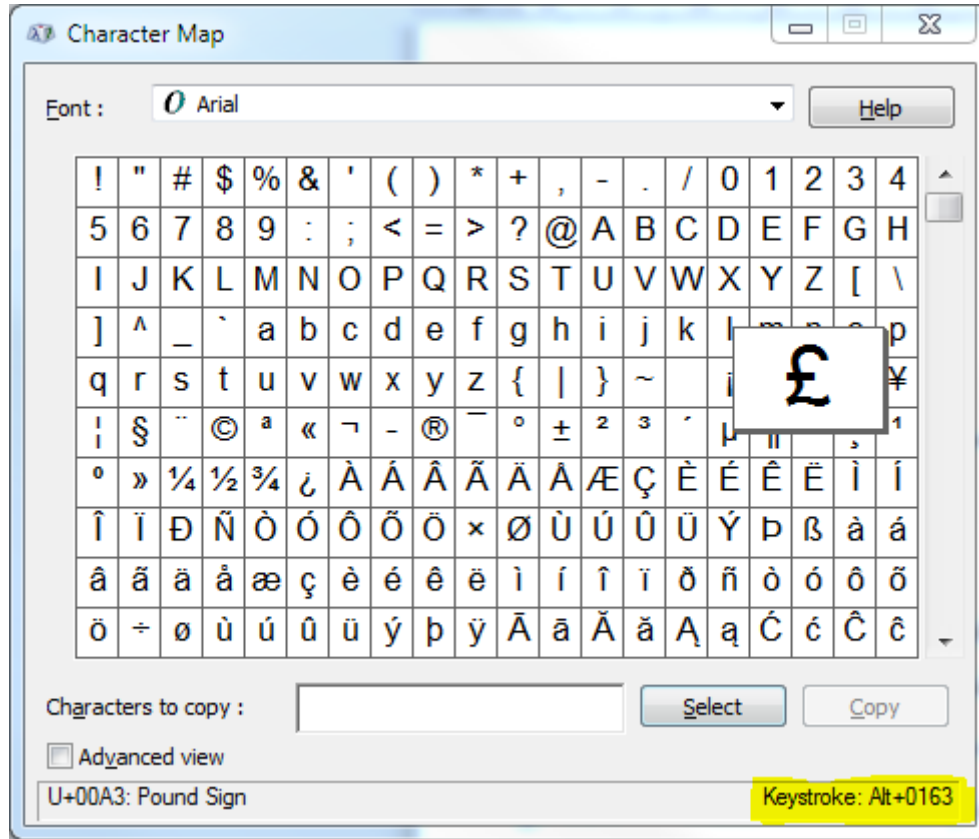 Character Map
Font : O Arial Help
! " # $ % & ' ( ) * + , - . / 0 1 2 3 4
5 6 7 8 9 : ; < = > ? @ A B C D E F G H
I J K L M N O P Q R S T U V W X Y Z [ \
] ^ _ ` a b c d e f g h i j k l m n o p
q r s t u v w x y z { | } ~ ¡ £ ¥
¦ § ¨ © ª « ¬ - ® ¯ ° ± ² ³ ´ µ ¶ ¸ ¹
º » ¼ ½ ¾ ¿ À Á Â Ã Ä Å Æ Ç È É Ê Ë Ì Í
Î Ï Ð Ñ Ò Ó Ô Õ Ö × Ø Ù Ú Û Ü Ý Þ ß à á
â ã ä å æ ç è é ê ë ì í î ï ð ñ ò ó ô õ
ö ÷ ø ù ú û ü ý þ ÿ Ā ā Ă ă Ą ą Ć ć Ĉ ĉ
Characters to copy : Select Copy
Advanced view
U+00A3: Pound Sign Keystroke: Alt+0163